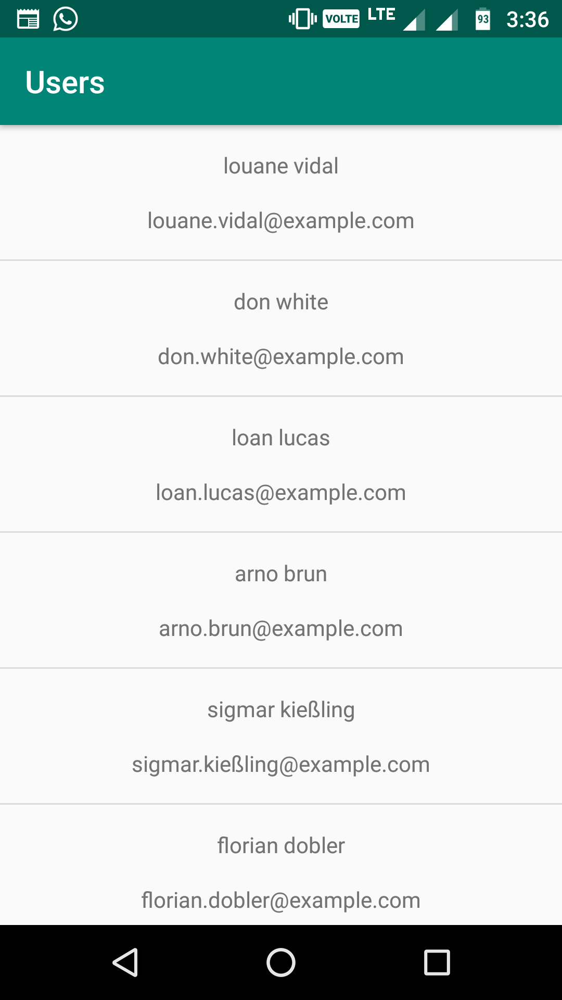 VOLTE LTE 93 3:36
Users
louane vidal
louane.vidal@example.com
don white
don.white@example.com
loan lucas
loan.lucas@example.com
arno brun
arno.brun@example.com
sigmar kießling
sigmar.kießling@example.com
florian dobler
florian.dobler@example.com